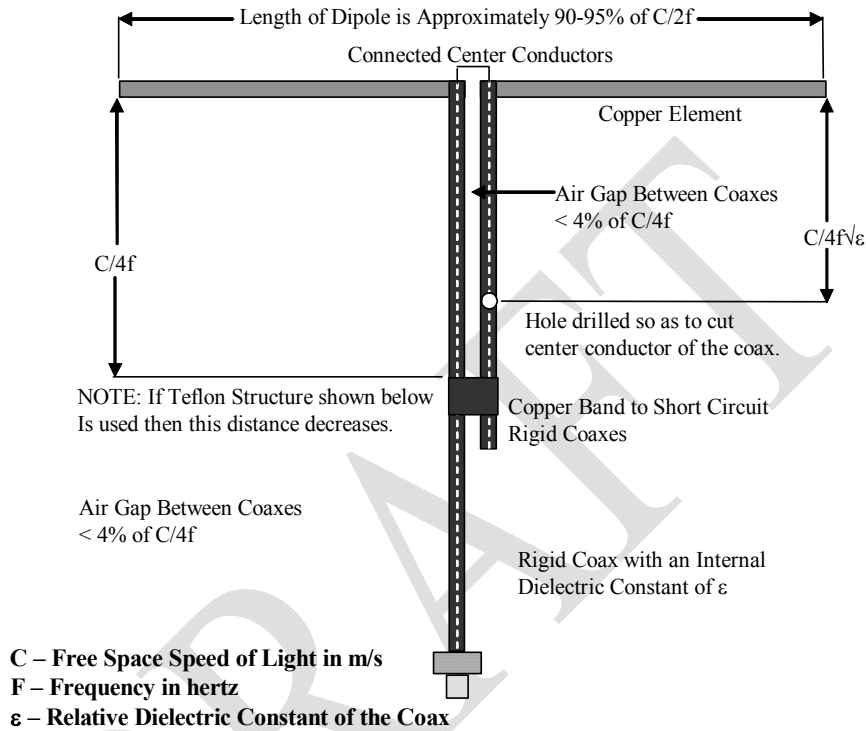 Length of Dipole is Approximately 90-95% of C/2f
Connected Center Conductors
Copper Element
Air Gap Between Coaxes
< 4% of C/4f
C/4f
C/4f√ε
Hole drilled so as to cut
center conductor of the coax.
NOTE: If Teflon Structure shown below
Is used then this distance decreases.
Copper Band to Short Circuit
Rigid Coaxes
Air Gap Between Coaxes
< 4% of C/4f
Rigid Coax with an Internal
Dielectric Constant of ε
C – Free Space Speed of Light in m/s
F – Frequency in hertz
ε – Relative Dielectric Constant of the Coax
DRAFT